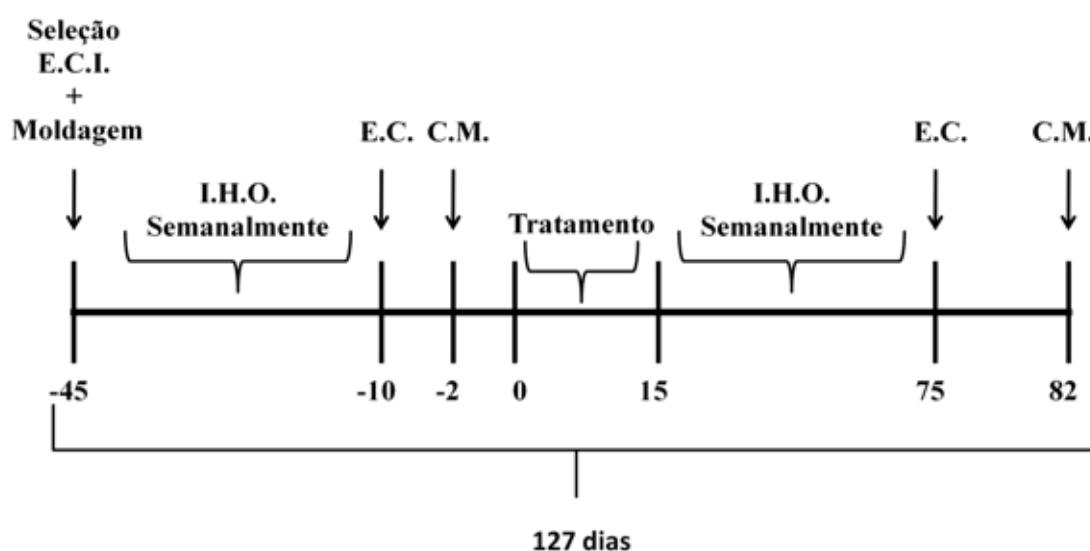 Seleção
E.C.I.
+
Moldagem
E.C.
C.M.
E.C.
C.M.
I.H.O.
Semanalmente
Tratamento
I.H.O.
Semanalmente
-45
-10
-2
0
15
75
82
127 dias